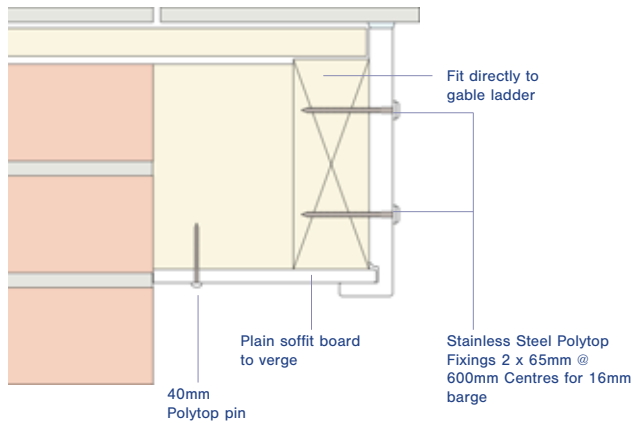 Fit directly to
gable ladder
Plain soffit board
to verge
Stainless Steel Polytop
Fixings 2 x 65mm @
600mm Centres for 16mm
barge
40mm
Polytop pin